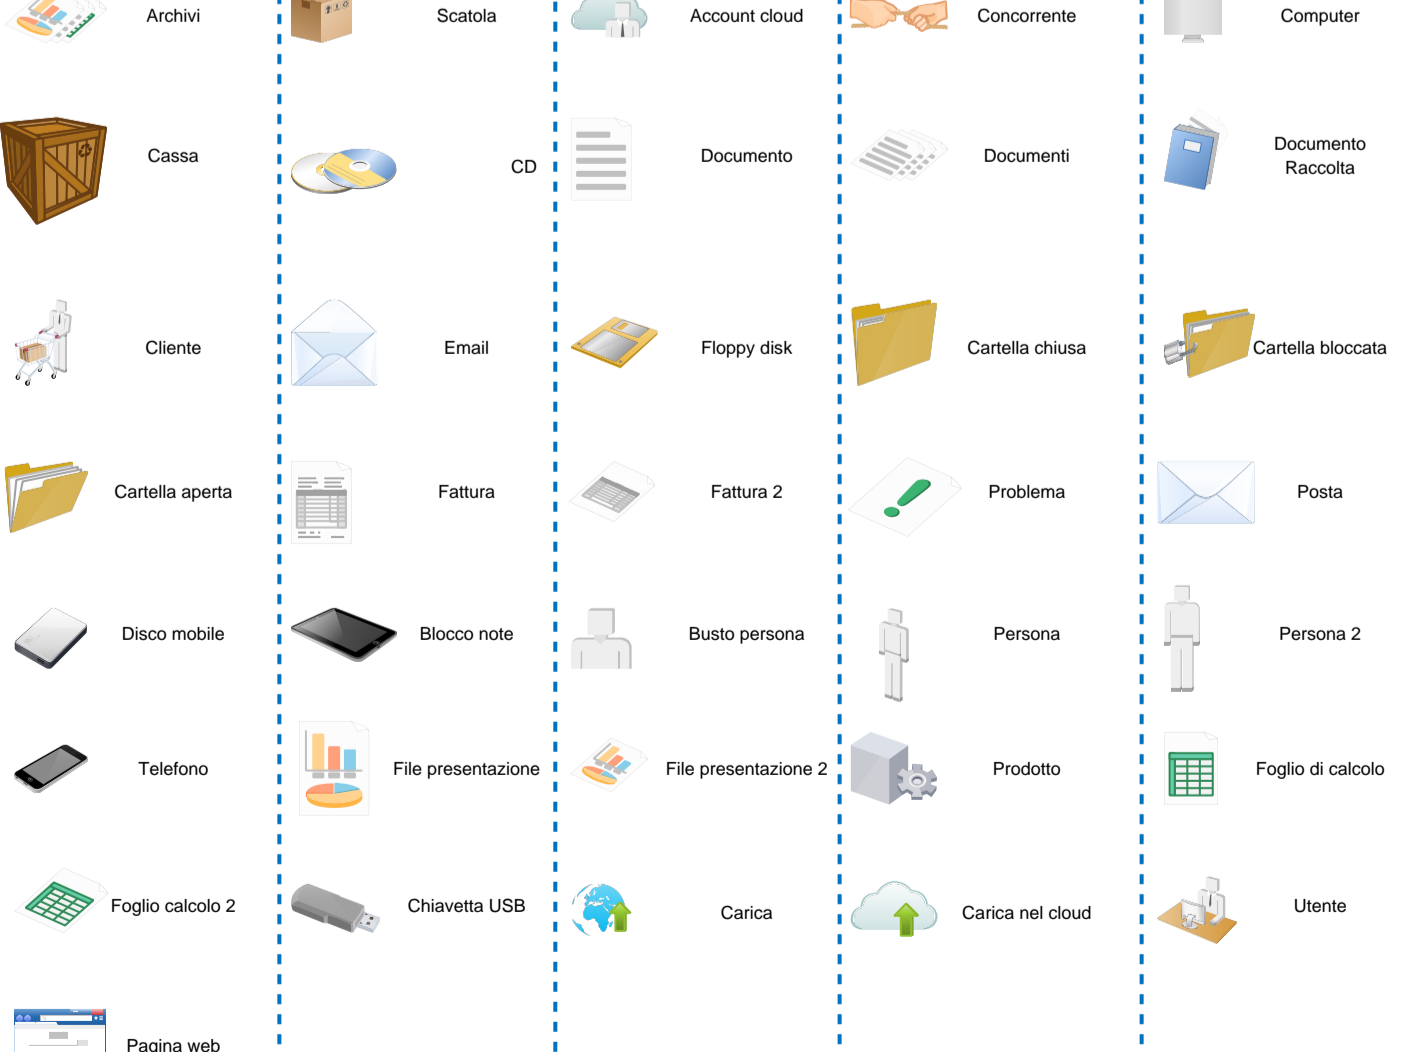 Archivi
Scatola
Account cloud
Concorrente
Computer
Cassa
CD
Documento
Documenti
Documento
Raccolta
Cliente
Email
Floppy disk
Cartella chiusa
Cartella bloccata
Cartella aperta
Fattura
Fattura 2
Problema
Posta
Disco mobile
Blocco note
Busto persona
Persona
Persona 2
Telefono
File presentazione
File presentazione 2
Prodotto
Foglio di calcolo
Foglio calcolo 2
Chiavetta USB
Carica
Carica nel cloud
Utente
Pagina web